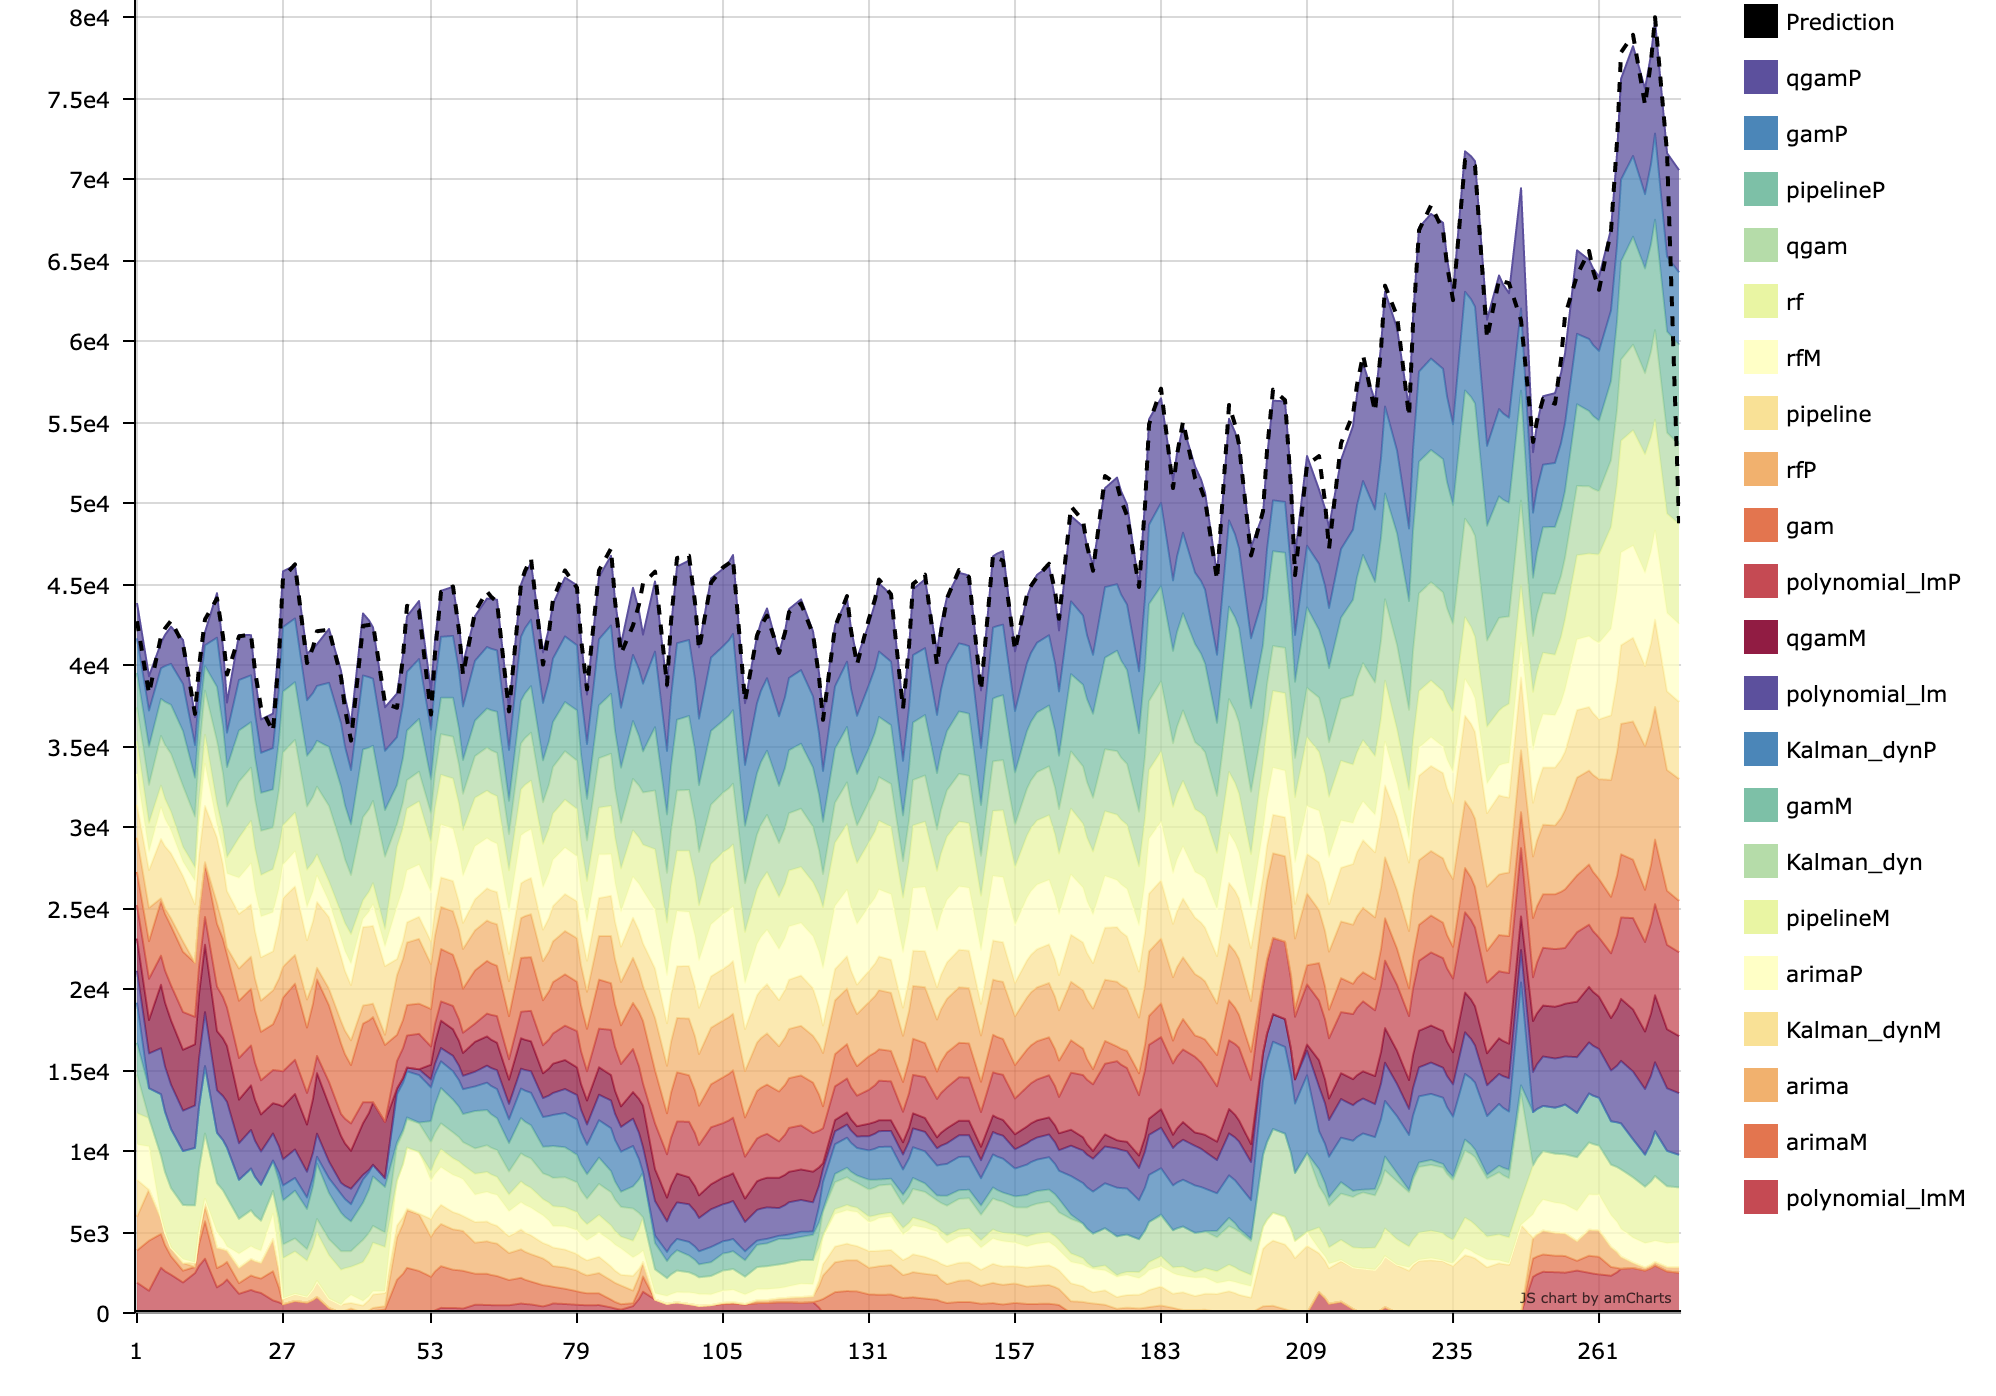 8e4
7.5e4
7e4
6.5e4
6e4
5.5e4
5e4
4.5e4
4e4
3.5e4
3e4
2.5e4
2e4
1.5e4
1e4
5e3
0
1 27 53 79 105 131 157 183 209 235 261
JS chart by amCharts
Prediction
qgamP
gamP
pipelineP
qgam
rf
rfM
pipeline
rfP
gam
polynomial_lmP
qgamM
polynomial_lm
Kalman_dynP
gamM
Kalman_dyn
pipelineM
arimaP
Kalman_dynM
arima
arimaM
polynomial_lmM